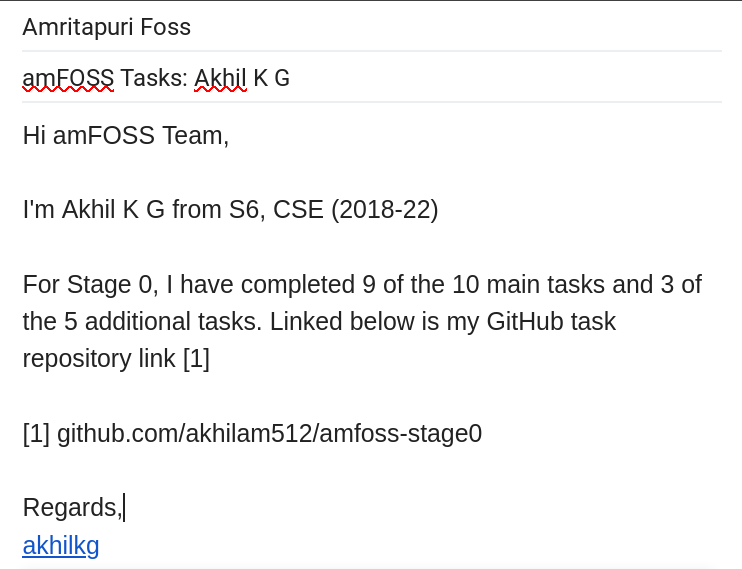 Amritapuri Foss
amFOSS Tasks: Akhil K G
Hi amFOSS Team,
I'm Akhil K G from S6, CSE (2018-22)
For Stage 0, I have completed 9 of the 10 main tasks and 3 of
the 5 additional tasks. Linked below is my GitHub task
repository link [1]
[1] github.com/akhilam512/amfoss-stage0
Regards,
akhilkg